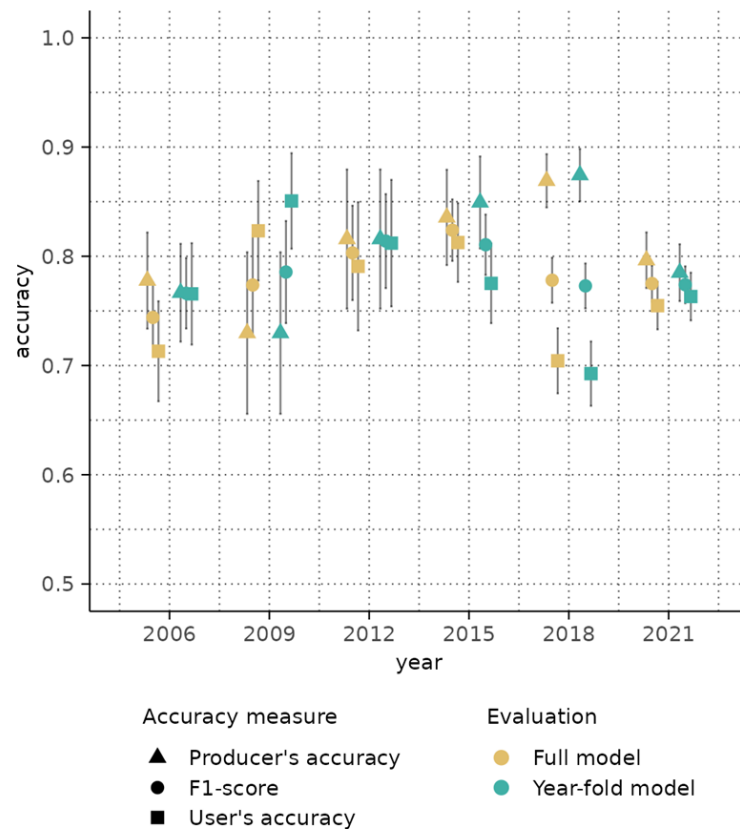 1.0
0.9
0.8
0.7
0.6
0.5
accuracy
2006 2009 2012 2015 2018 2021
year
Accuracy measure
Producer's accuracy
F1-score
User's accuracy
Evaluation
Full model
Year-fold model